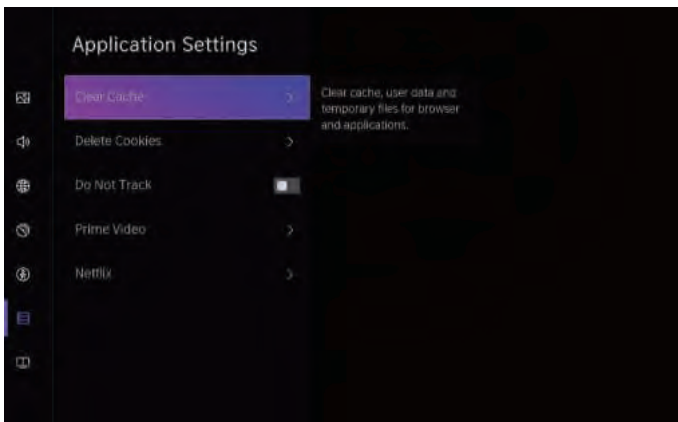 Application Settings
Clear Cache
Clear cache, user data and
temporary files for browser
and applications.
Delete Cookies
Do Not Track
Prime Video
Netflix